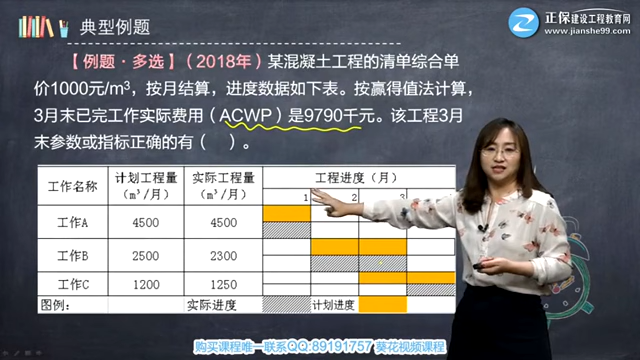 典型例题
正保建设工程教育网
www.jianshe99.com
【例题·多选】（2018年）某混凝土工程的清单综合单
价1000元/m³，按月结算，进度数据如下表。按赢得值法计算，
3月末已完工作实际费用（ACWP）是9790千元。该工程3月
末参数或指标正确的有（ ）。
工作名称 计划工程量（m³/月） 实际工程量（m³/月） 工程进度（月）
1 2 3
工作A 4500 4500
工作B 2500 2300
工作C 1200 1250
图例： 实际进度 计划进度
购买课程唯一联系QQ:89191757 葵花视频课程